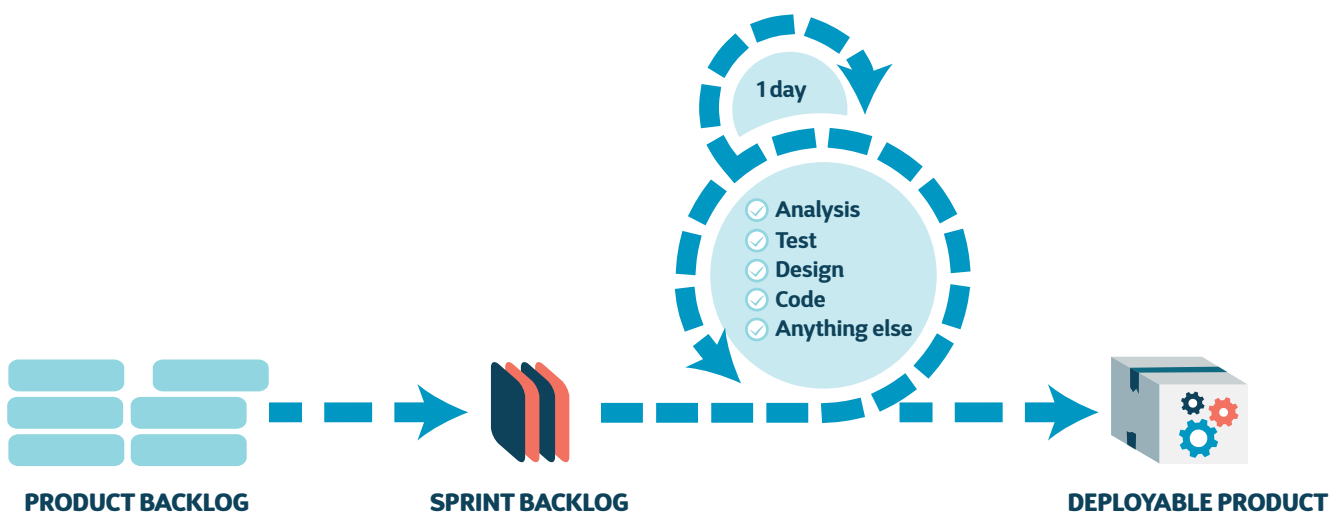 1 day
Analysis
Test
Design
Code
Anything else
PRODUCT BACKLOG
SPRINT BACKLOG
DEPLOYABLE PRODUCT